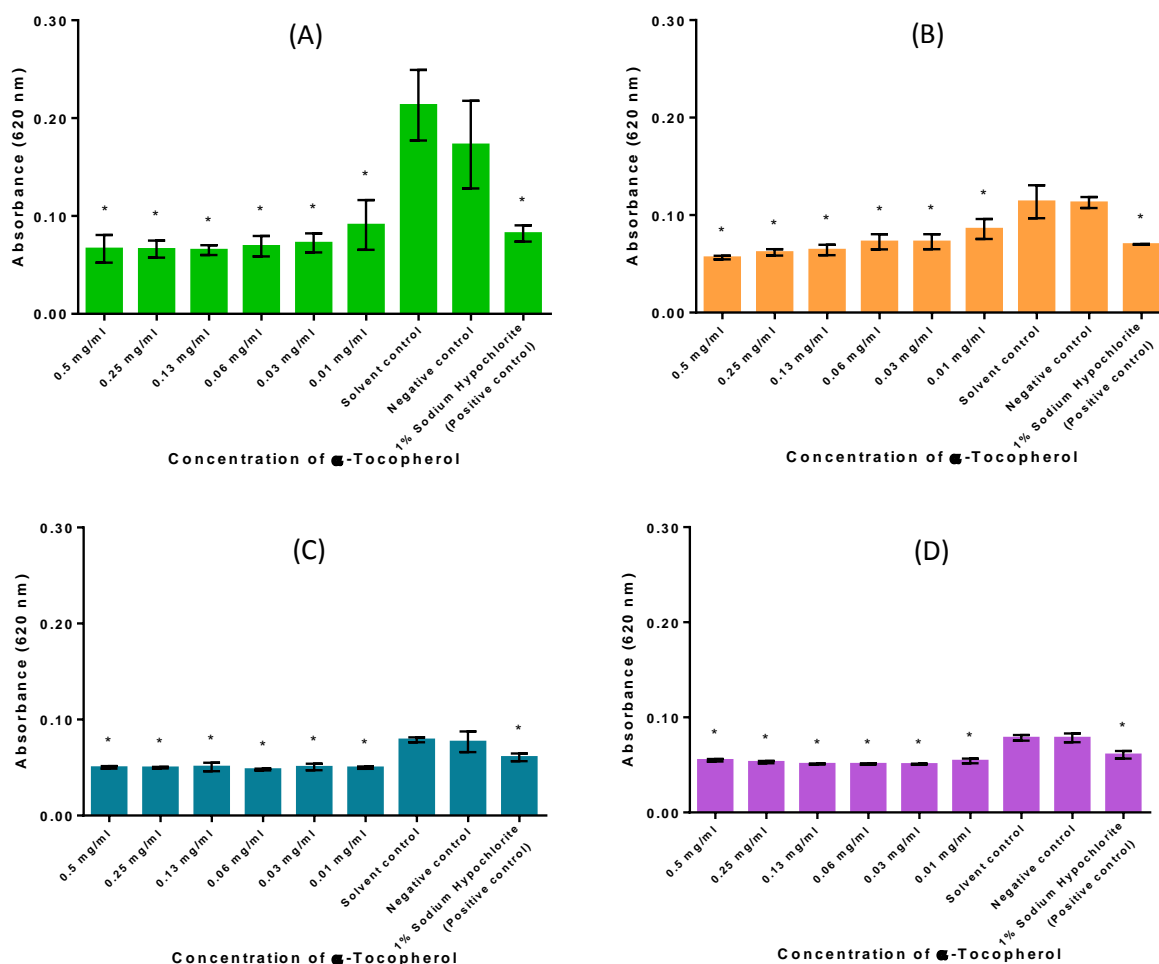 (A)
Absorbance (620 nm)
0.30
0.20
0.10
0.00
* * * * * * *
0.5 mg/ml
0.25 mg/ml
0.13 mg/ml
0.06 mg/ml
0.03 mg/ml
0.01 mg/ml
Solvent control
Negative control
1% Sodium Hypochlorite
(Positive control)
Concentration of α-Tocopherol
(B)
Absorbance (620 nm)
0.30
0.20
0.10
0.00
* * * * * * *
0.5 mg/ml
0.25 mg/ml
0.13 mg/ml
0.06 mg/ml
0.03 mg/ml
0.01 mg/ml
Solvent control
Negative control
1% Sodium Hypochlorite
(Positive control)
Concentration of α-Tocopherol
(C)
Absorbance (620 nm)
0.30
0.20
0.10
0.00
* * * * * * *
0.5 mg/ml
0.25 mg/ml
0.13 mg/ml
0.06 mg/ml
0.03 mg/ml
0.01 mg/ml
Solvent control
Negative control
1% Sodium Hypochlorite
(Positive control)
Concentration of α-Tocopherol
(D)
Absorbance (620 nm)
0.30
0.20
0.10
0.00
* * * * * * *
0.5 mg/ml
0.25 mg/ml
0.13 mg/ml
0.06 mg/ml
0.03 mg/ml
0.01 mg/ml
Solvent control
Negative control
1% Sodium Hypochlorite
(Positive control)
Concentration of α-Tocopherol